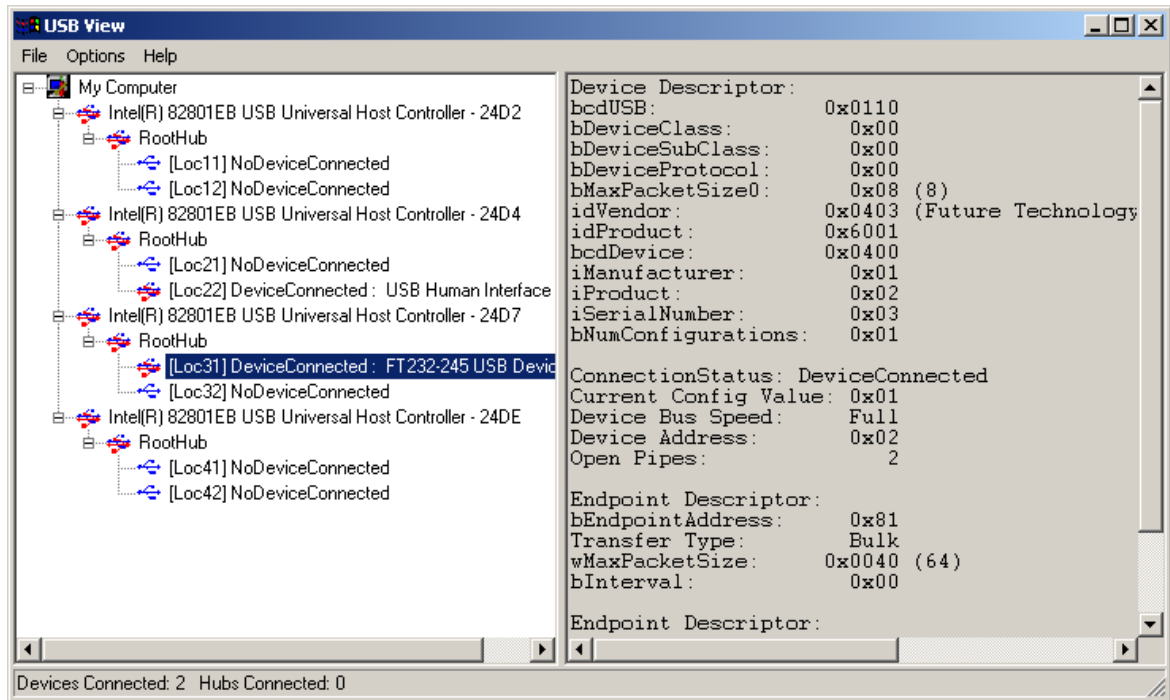 USB View
File Options Help
My Computer
Intel(R) 82801EB USB Universal Host Controller - 24D2
RootHub
[Loc11] NoDeviceConnected
[Loc12] NoDeviceConnected
Intel(R) 82801EB USB Universal Host Controller - 24D4
RootHub
[Loc21] NoDeviceConnected
[Loc22] DeviceConnected : USB Human Interface
Intel(R) 82801EB USB Universal Host Controller - 24D7
RootHub
[Loc31] DeviceConnected : FT232-245 USB Devic
[Loc32] NoDeviceConnected
Intel(R) 82801EB USB Universal Host Controller - 24DE
RootHub
[Loc41] NoDeviceConnected
[Loc42] NoDeviceConnected
Device Descriptor:
bcdUSB: 0x0110
bDeviceClass: 0x00
bDeviceSubClass: 0x00
bDeviceProtocol: 0x00
bMaxPacketSize0: 0x08 (8)
idVendor: 0x0403 (Future Technology
idProduct: 0x6001
bcdDevice: 0x0400
iManufacturer: 0x01
iProduct: 0x02
iSerialNumber: 0x03
bNumConfigurations: 0x01
ConnectionStatus: DeviceConnected
Current Config Value: 0x01
Device Bus Speed: Full
Device Address: 0x02
Open Pipes: 2
Endpoint Descriptor:
bEndpointAddress: 0x81
Transfer Type: Bulk
wMaxPacketSize: 0x0040 (64)
bInterval: 0x00
Endpoint Descriptor:
Devices Connected: 2 Hubs Connected: 0